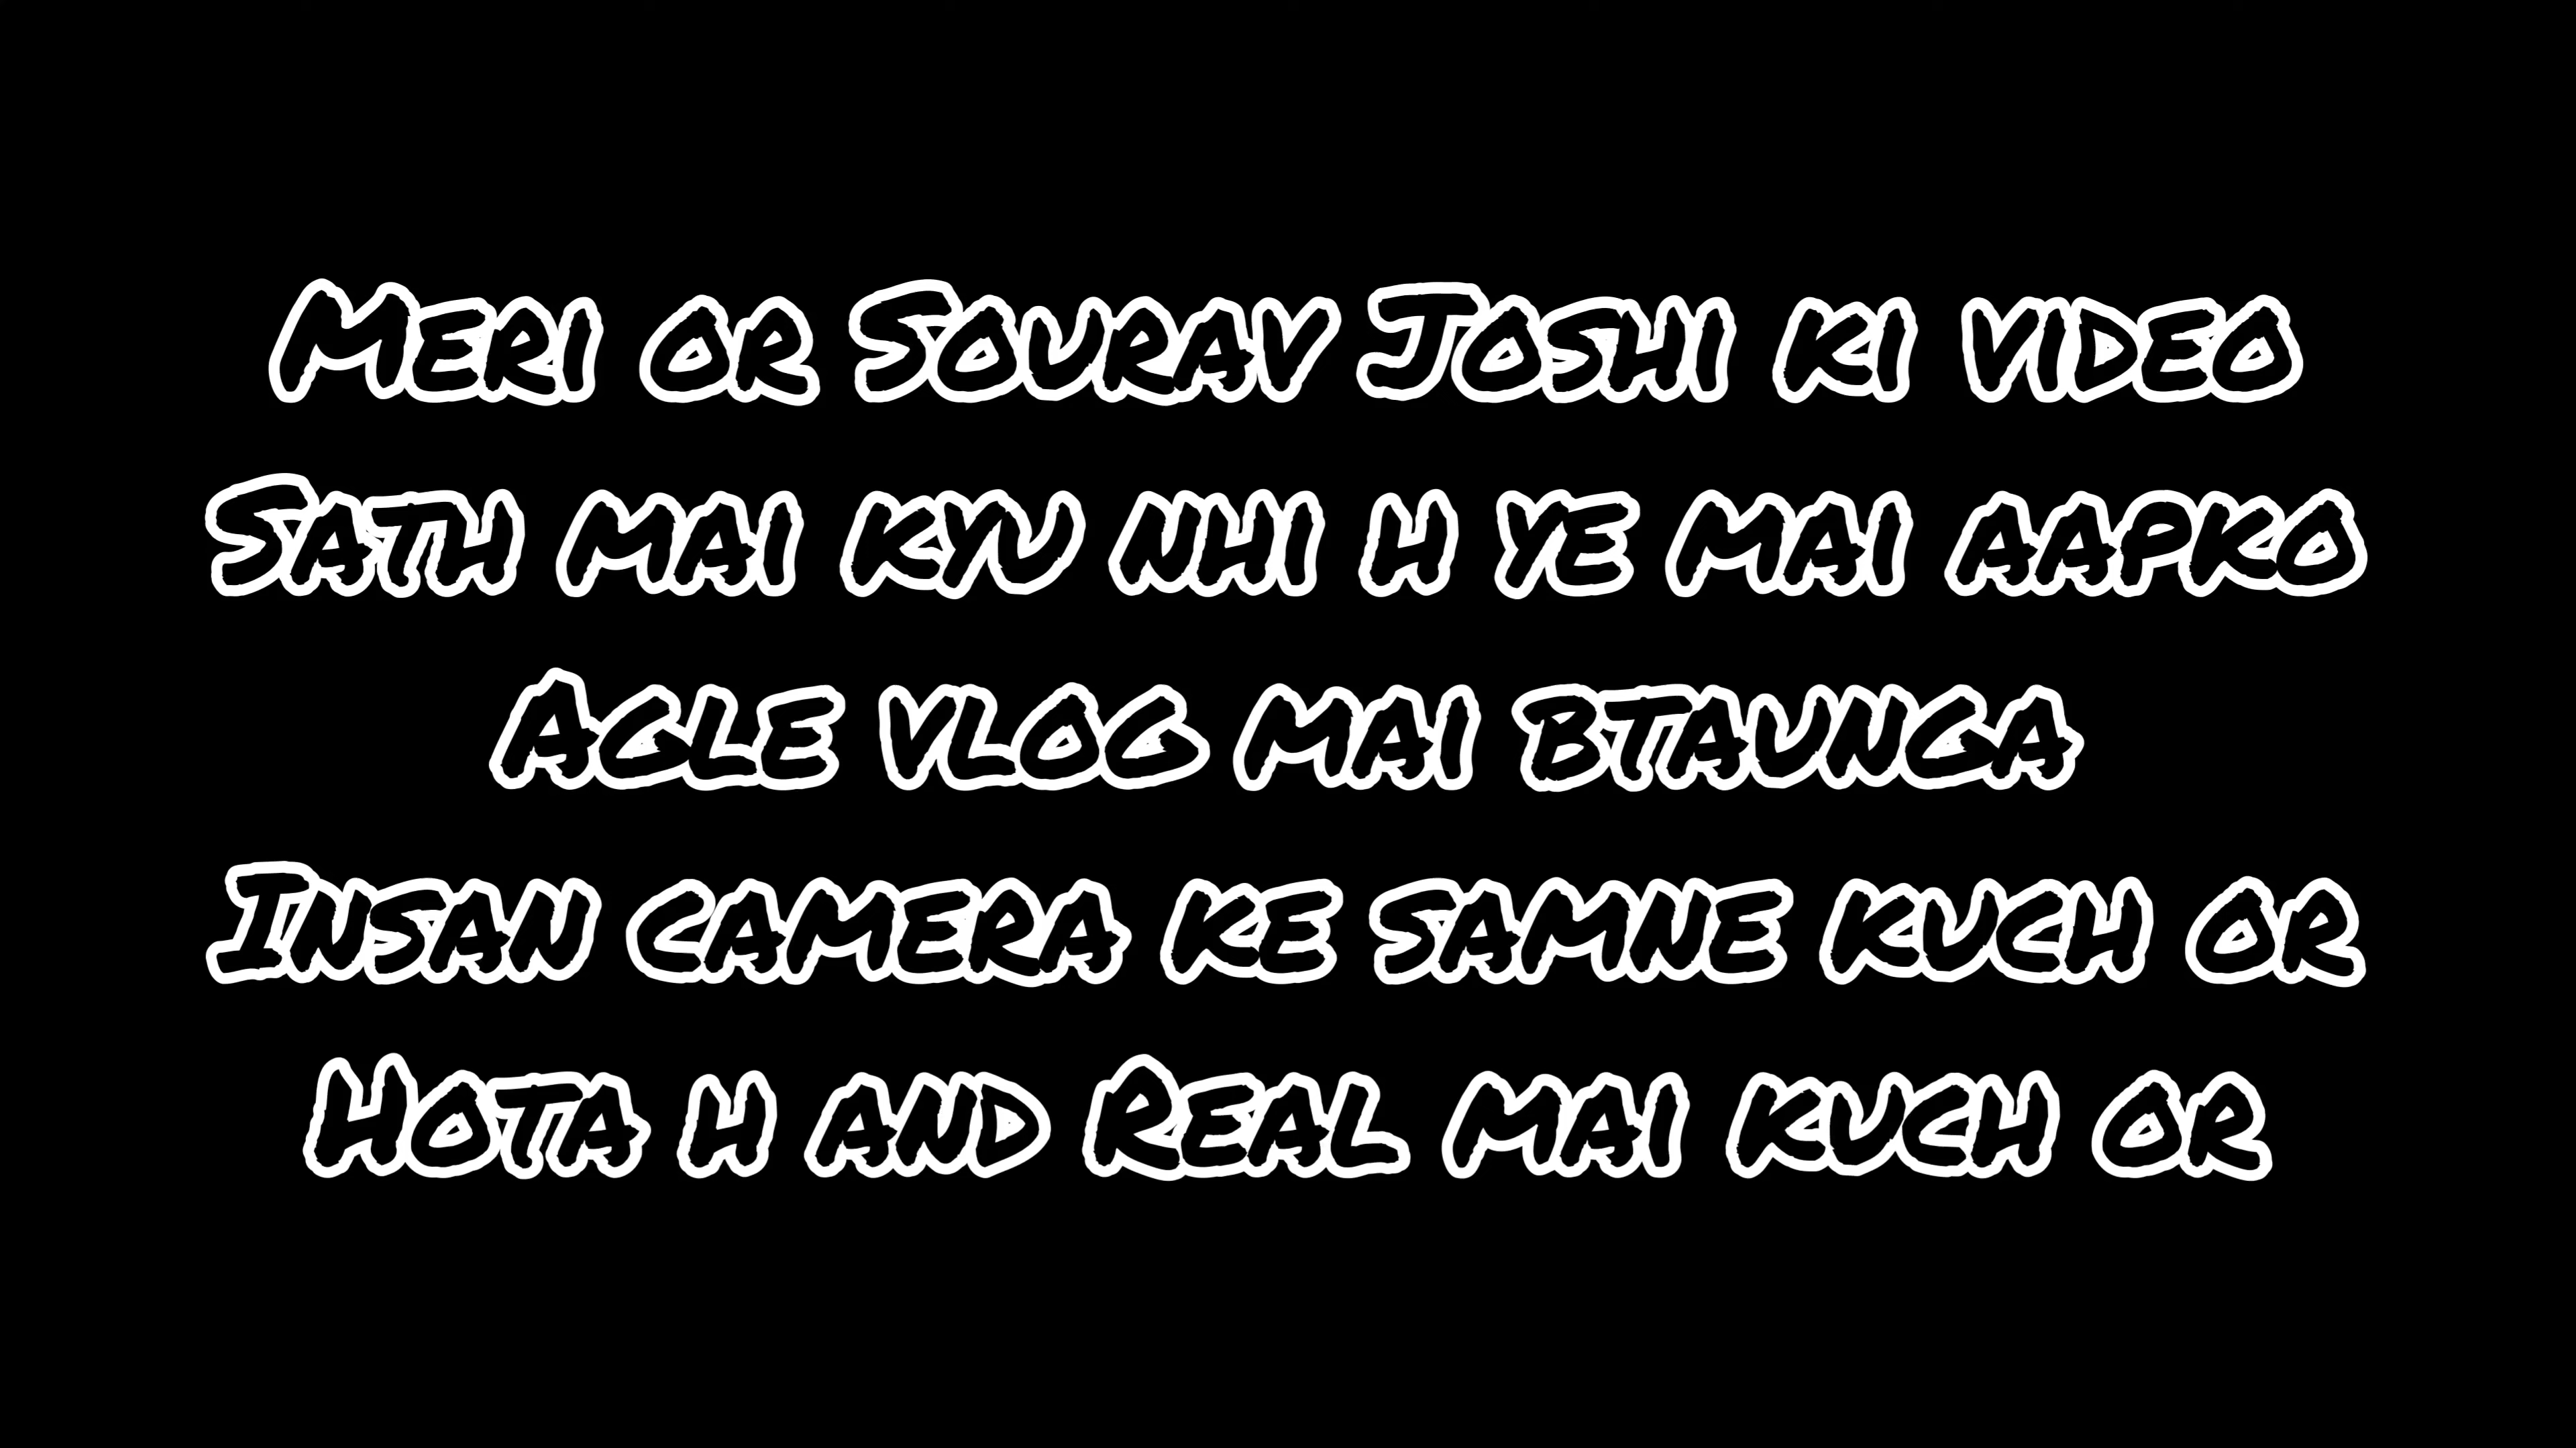 Meri or Sourav Joshi ki video
Sath mai kyu nhi h ye mai aapko
Agle vlog mai btaunga
Insan camera ke samne kuch or
Hota h and Real mai kuch or